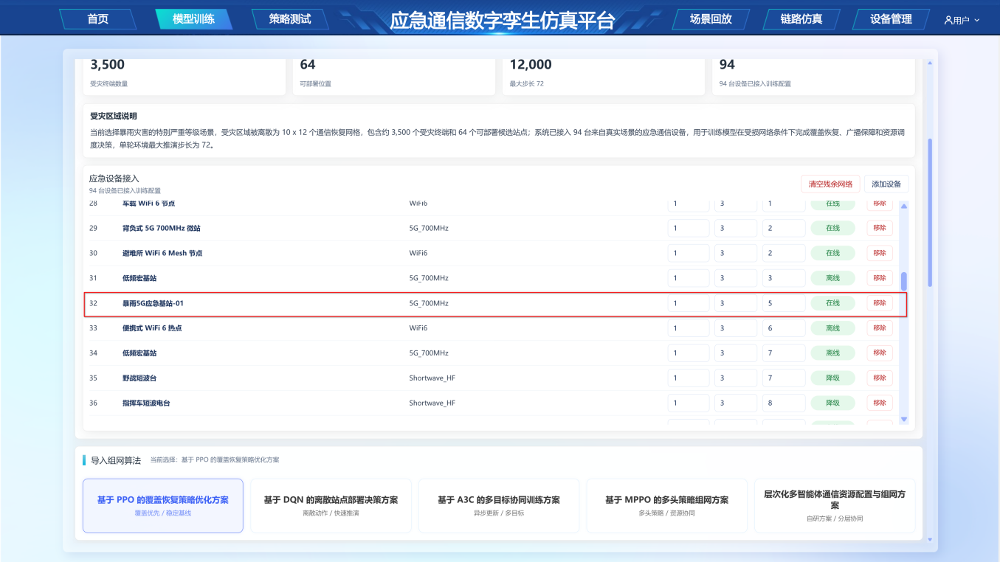 首页
模型训练
策略测试
应急通信数字孪生仿真平台
场景回放
链路仿真
设备管理
用户
3,500
受灾终端数量
64
可部署位置
12,000
最大步长 72
94
94 台设备已接入训练配置
受灾区域说明
当前选择暴雨灾害的特别严重等级场景，受灾区域被离散为 10 x 12 个通信恢复网格，包含约 3,500 个受灾终端和 64 个可部署候选站点；系统已接入 94 台来自真实场景的应急通信设备，用于训练模型在受损网络条件下完成覆盖恢复、广播保障和资源调
度决策，单轮环境最大推演步长为 72。
应急设备接入
94 台设备已接入训练配置
清空残余网络
添加设备
28 车载 WiFi 6 节点 WiFi6 1 3 1 在线 移除
29 背负式 5G 700MHz 微站 5G_700MHz 1 3 2 在线 移除
30 避难所 WiFi 6 Mesh 节点 WiFi6 1 3 2 在线 移除
31 低频宏基站 5G_700MHz 1 3 3 离线 移除
32 暴雨5G应急基站-01 5G_700MHz 1 3 5 在线 移除
33 便携式 WiFi 6 热点 WiFi6 1 3 6 离线 移除
34 低频宏基站 5G_700MHz 1 3 7 离线 移除
35 野战短波台 Shortwave_HF 1 3 7 降级 移除
36 指挥车短波电台 Shortwave_HF 1 3 8 降级 移除
导入组网算法 当前选择：基于 PPO 的覆盖恢复策略优化方案
基于 PPO 的覆盖恢复策略优化方案
覆盖优先 / 稳定基线
基于 DQN 的离散站点部署决策方案
离散动作 / 快速推演
基于 A3C 的多目标协同训练方案
异步更新 / 多目标
基于 MPPO 的多头策略组网方案
多头策略 / 资源协同
层次化多智能体通信资源配置与组网方
案
自研方案 / 分层协同